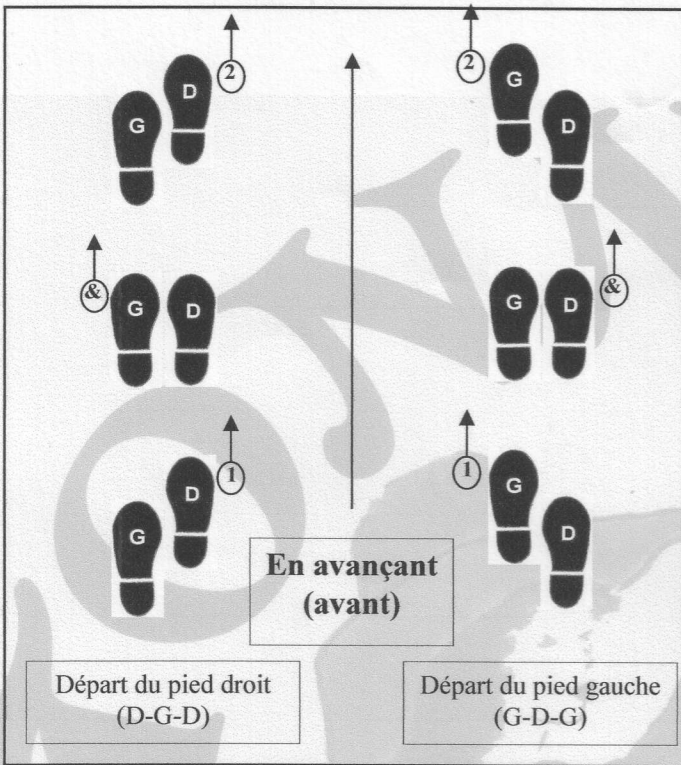 2 2
D G
G D
& &
G D G D
1 1
D G
G D
En avançant
(avant)
Départ du pied droit
(D-G-D)
Départ du pied gauche
(G-D-G)